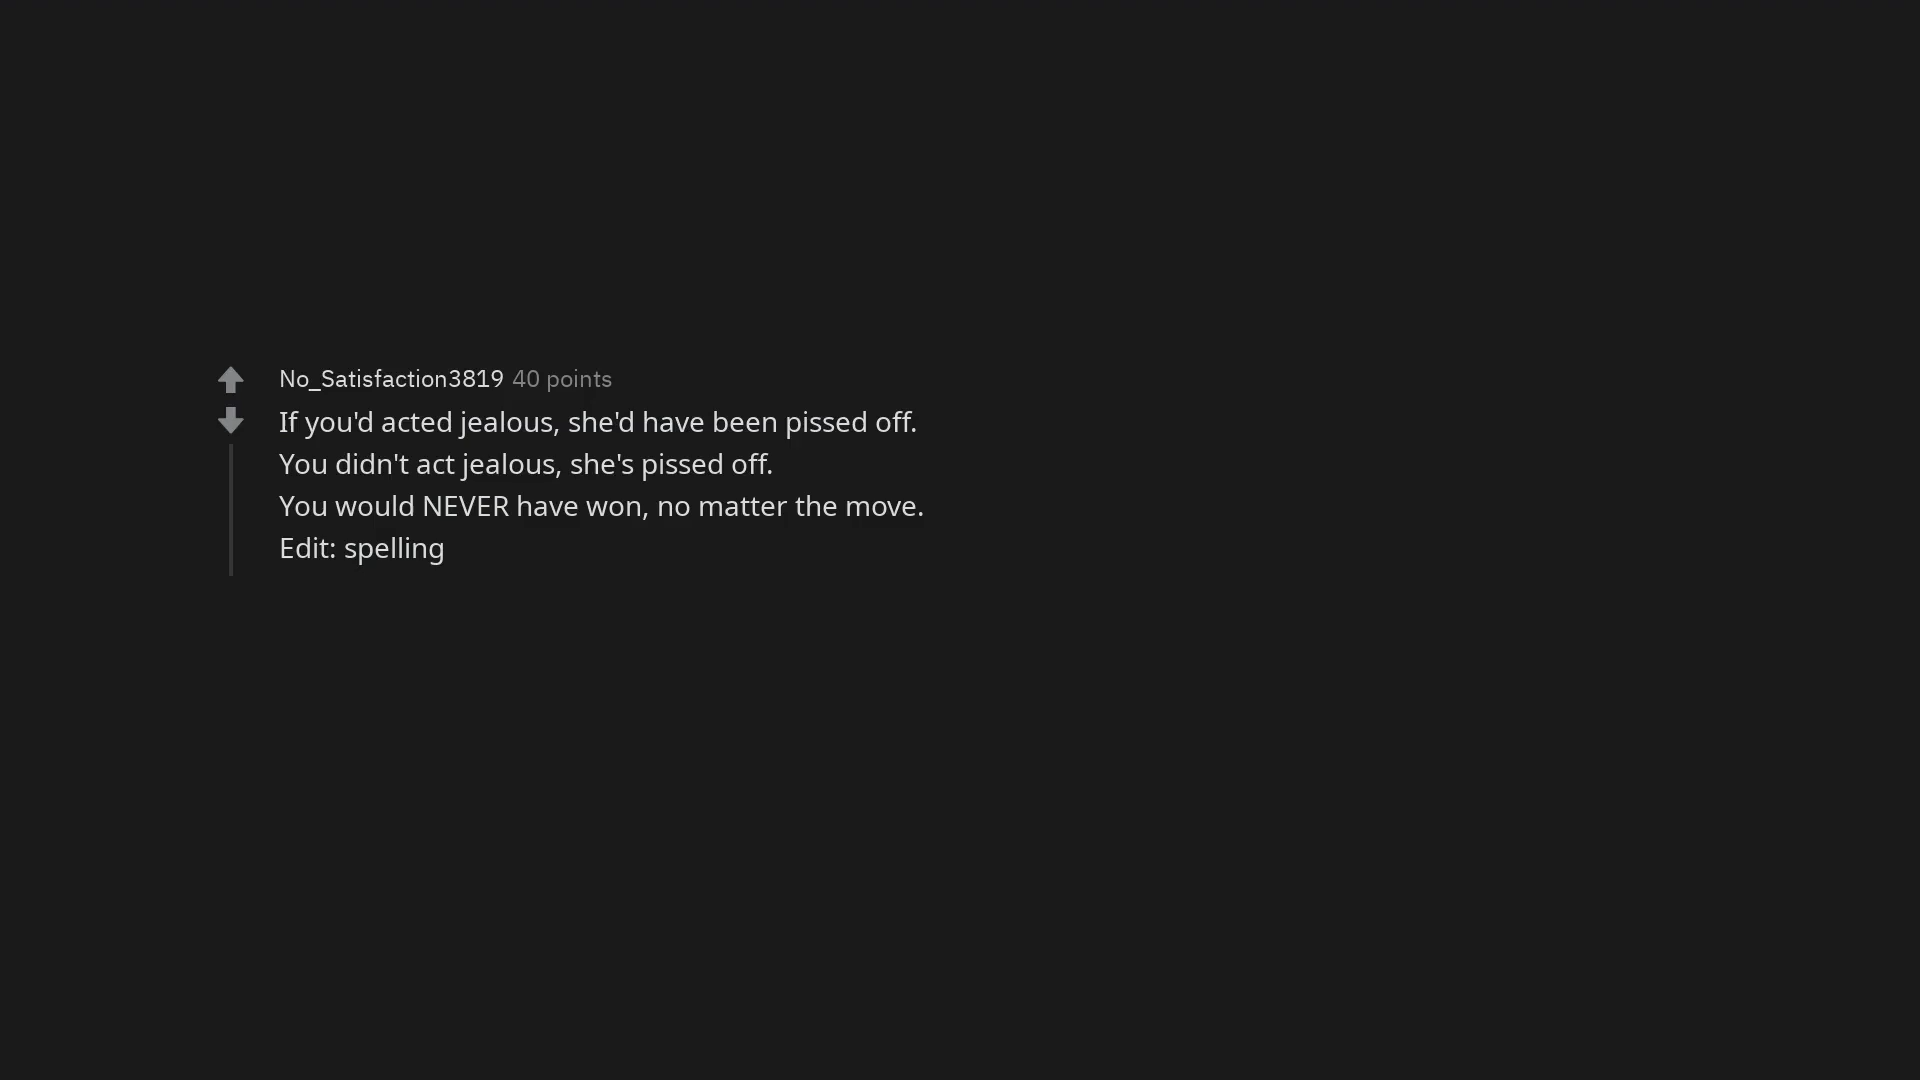 No_Satisfaction3819 40 points
If you'd acted jealous, she'd have been pissed off.
You didn't act jealous, she's pissed off.
You would NEVER have won, no matter the move.
Edit: spelling